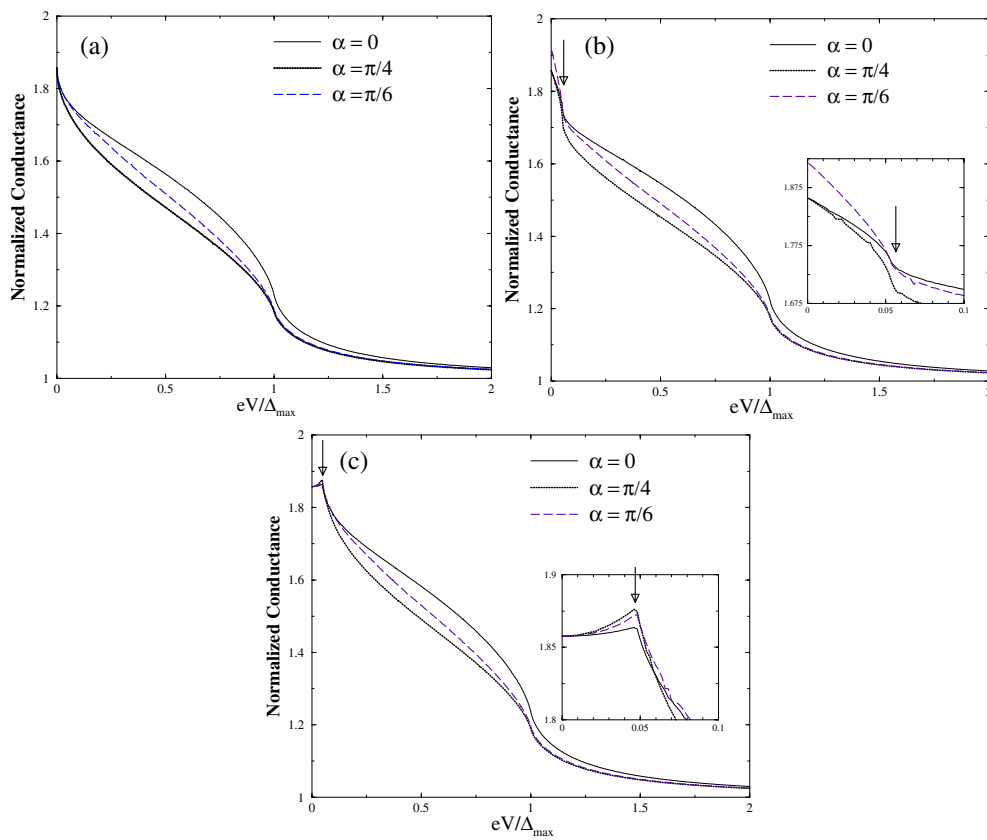 (a)
α = 0
α = π/4
α = π/6
Normalized Conductance
2
1.8
1.6
1.4
1.2
1
0
0.5
1
1.5
2
eV/Δmax
(b)
α = 0
α = π/4
α = π/6
Normalized Conductance
2
1.8
1.6
1.4
1.2
1
0
0.5
1
1.5
2
eV/Δmax
1.875
1.775
1.675
0
0.05
0.1
(c)
α = 0
α = π/4
α = π/6
Normalized Conductance
2
1.8
1.6
1.4
1.2
1
0
0.5
1
1.5
2
eV/Δmax
1.9
1.85
1.8
0
0.05
0.1